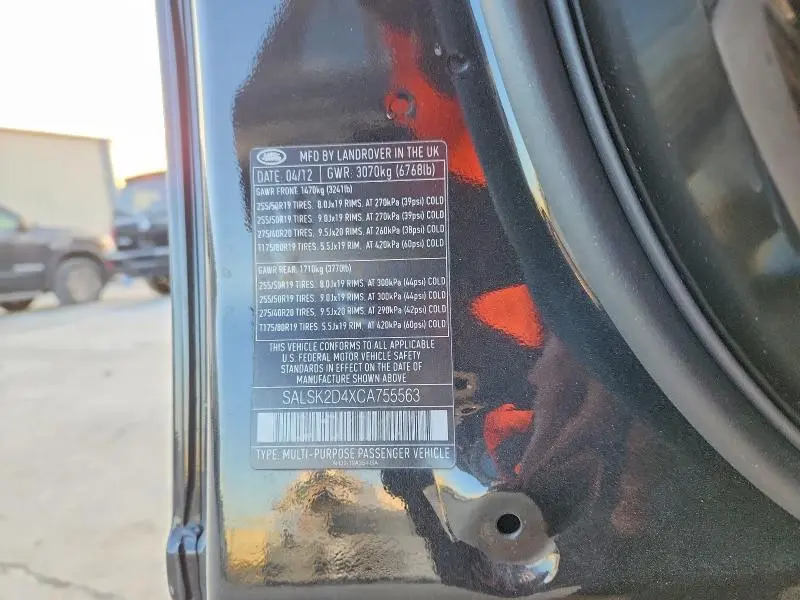 MFD BY LANDROVER IN THE UK
DATE: 04/12 GWR: 3070kg (6768lb)
GAWR FRONT: 1470kg (3241lb)
255/50R19 TIRES. 8.0Jx19 RIMS. AT 270kPa (39psi) COLD
255/50R19 TIRES. 9.0Jx19 RIMS. AT 270kPa (39psi) COLD
275/40R20 TIRES. 9.5Jx20 RIMS. AT 260kPa (38psi) COLD
T175/80R19 TIRES. 5.5Jx19 RIM. AT 420kPa (60psi) COLD
GAWR REAR: 1710kg (3770lb)
255/50R19 TIRES. 8.0Jx19 RIMS. AT 300kPa (44psi) COLD
255/50R19 TIRES. 9.0Jx19 RIMS. AT 300kPa (44psi) COLD
275/40R20 TIRES. 9.5Jx20 RIMS. AT 290kPa (42psi) COLD
T175/80R19 TIRES. 5.5Jx19 RIM. AT 420kPa (60psi) COLD
THIS VEHICLE CONFORMS TO ALL APPLICABLE
U.S. FEDERAL MOTOR VEHICLE SAFETY
STANDARDS IN EFFECT ON THE DATE OF
MANUFACTURE SHOWN ABOVE
SALSK2D4XCA755563
TYPE: MULTI-PURPOSE PASSENGER VEHICLE